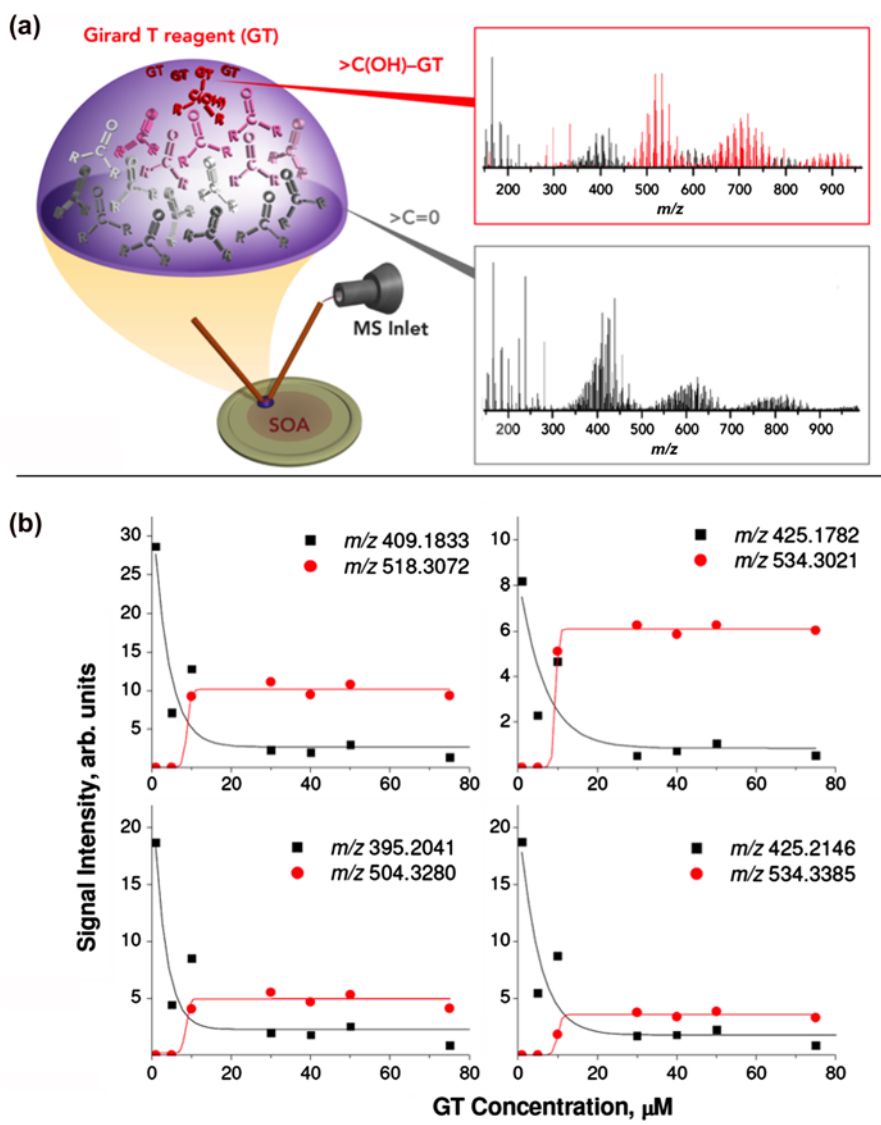 (a)
Girard T reagent (GT)
GT GT GT GT
C(OH)
R R
>C(OH)–GT
200 300 400 500 600 700 800 900
m/z
>C=0
MS Inlet
SOA
200 300 400 500 600 700 800 900
m/z
(b)
Signal Intensity, arb. units
30
25
20
15
10
5
m/z 409.1833
m/z 518.3072
0 20 40 60 80
10
8
6
4
2
m/z 425.1782
m/z 534.3021
0 20 40 60 80
20
15
10
5
m/z 395.2041
m/z 504.3280
0 20 40 60 80
20
15
10
5
m/z 425.2146
m/z 534.3385
0 20 40 60 80
GT Concentration, μM